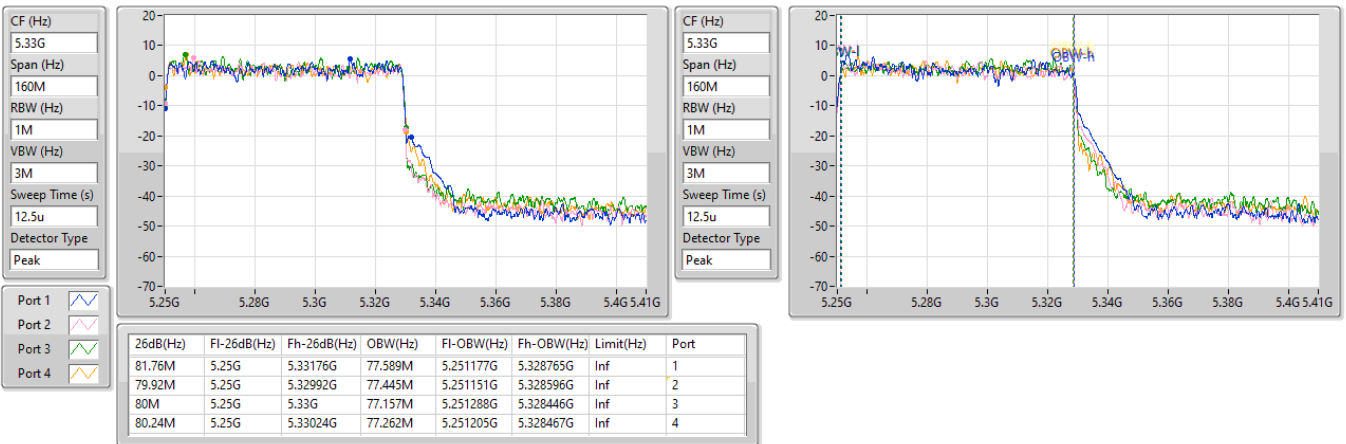 CF (Hz)
5.33G
Span (Hz)
160M
RBW (Hz)
1M
VBW (Hz)
3M
Sweep Time (s)
12.5u
Detector Type
Peak
20-
10-
0-
-10-
-20-
-30-
-40-
-50-
-60-
-70-
5.25G 5.28G 5.3G 5.32G 5.34G 5.36G 5.38G 5.4G 5.41G
CF (Hz)
5.33G
Span (Hz)
160M
RBW (Hz)
1M
VBW (Hz)
3M
Sweep Time (s)
12.5u
Detector Type
Peak
20-
10-
0-
-10-
-20-
-30-
-40-
-50-
-60-
-70-
OBW-h
5.25G 5.28G 5.3G 5.32G 5.34G 5.36G 5.38G 5.4G 5.41G
Port 1
Port 2
Port 3
Port 4
26dB(Hz) Fl-26dB(Hz) Fh-26dB(Hz) OBW(Hz) Fl-OBW(Hz) Fh-OBW(Hz) Limit(Hz) Port
81.76M 5.25G 5.33176G 77.589M 5.251177G 5.328765G Inf 1
79.92M 5.25G 5.32992G 77.445M 5.251151G 5.328596G Inf 2
80M 5.25G 5.33G 77.157M 5.251288G 5.328446G Inf 3
80.24M 5.25G 5.33024G 77.262M 5.251205G 5.328467G Inf 4